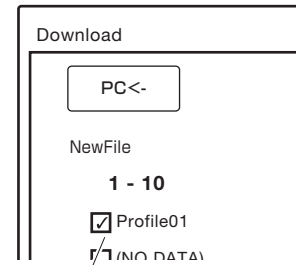 Download
PC<-
NewFile
1 - 10
Profile01
(NO DATA)